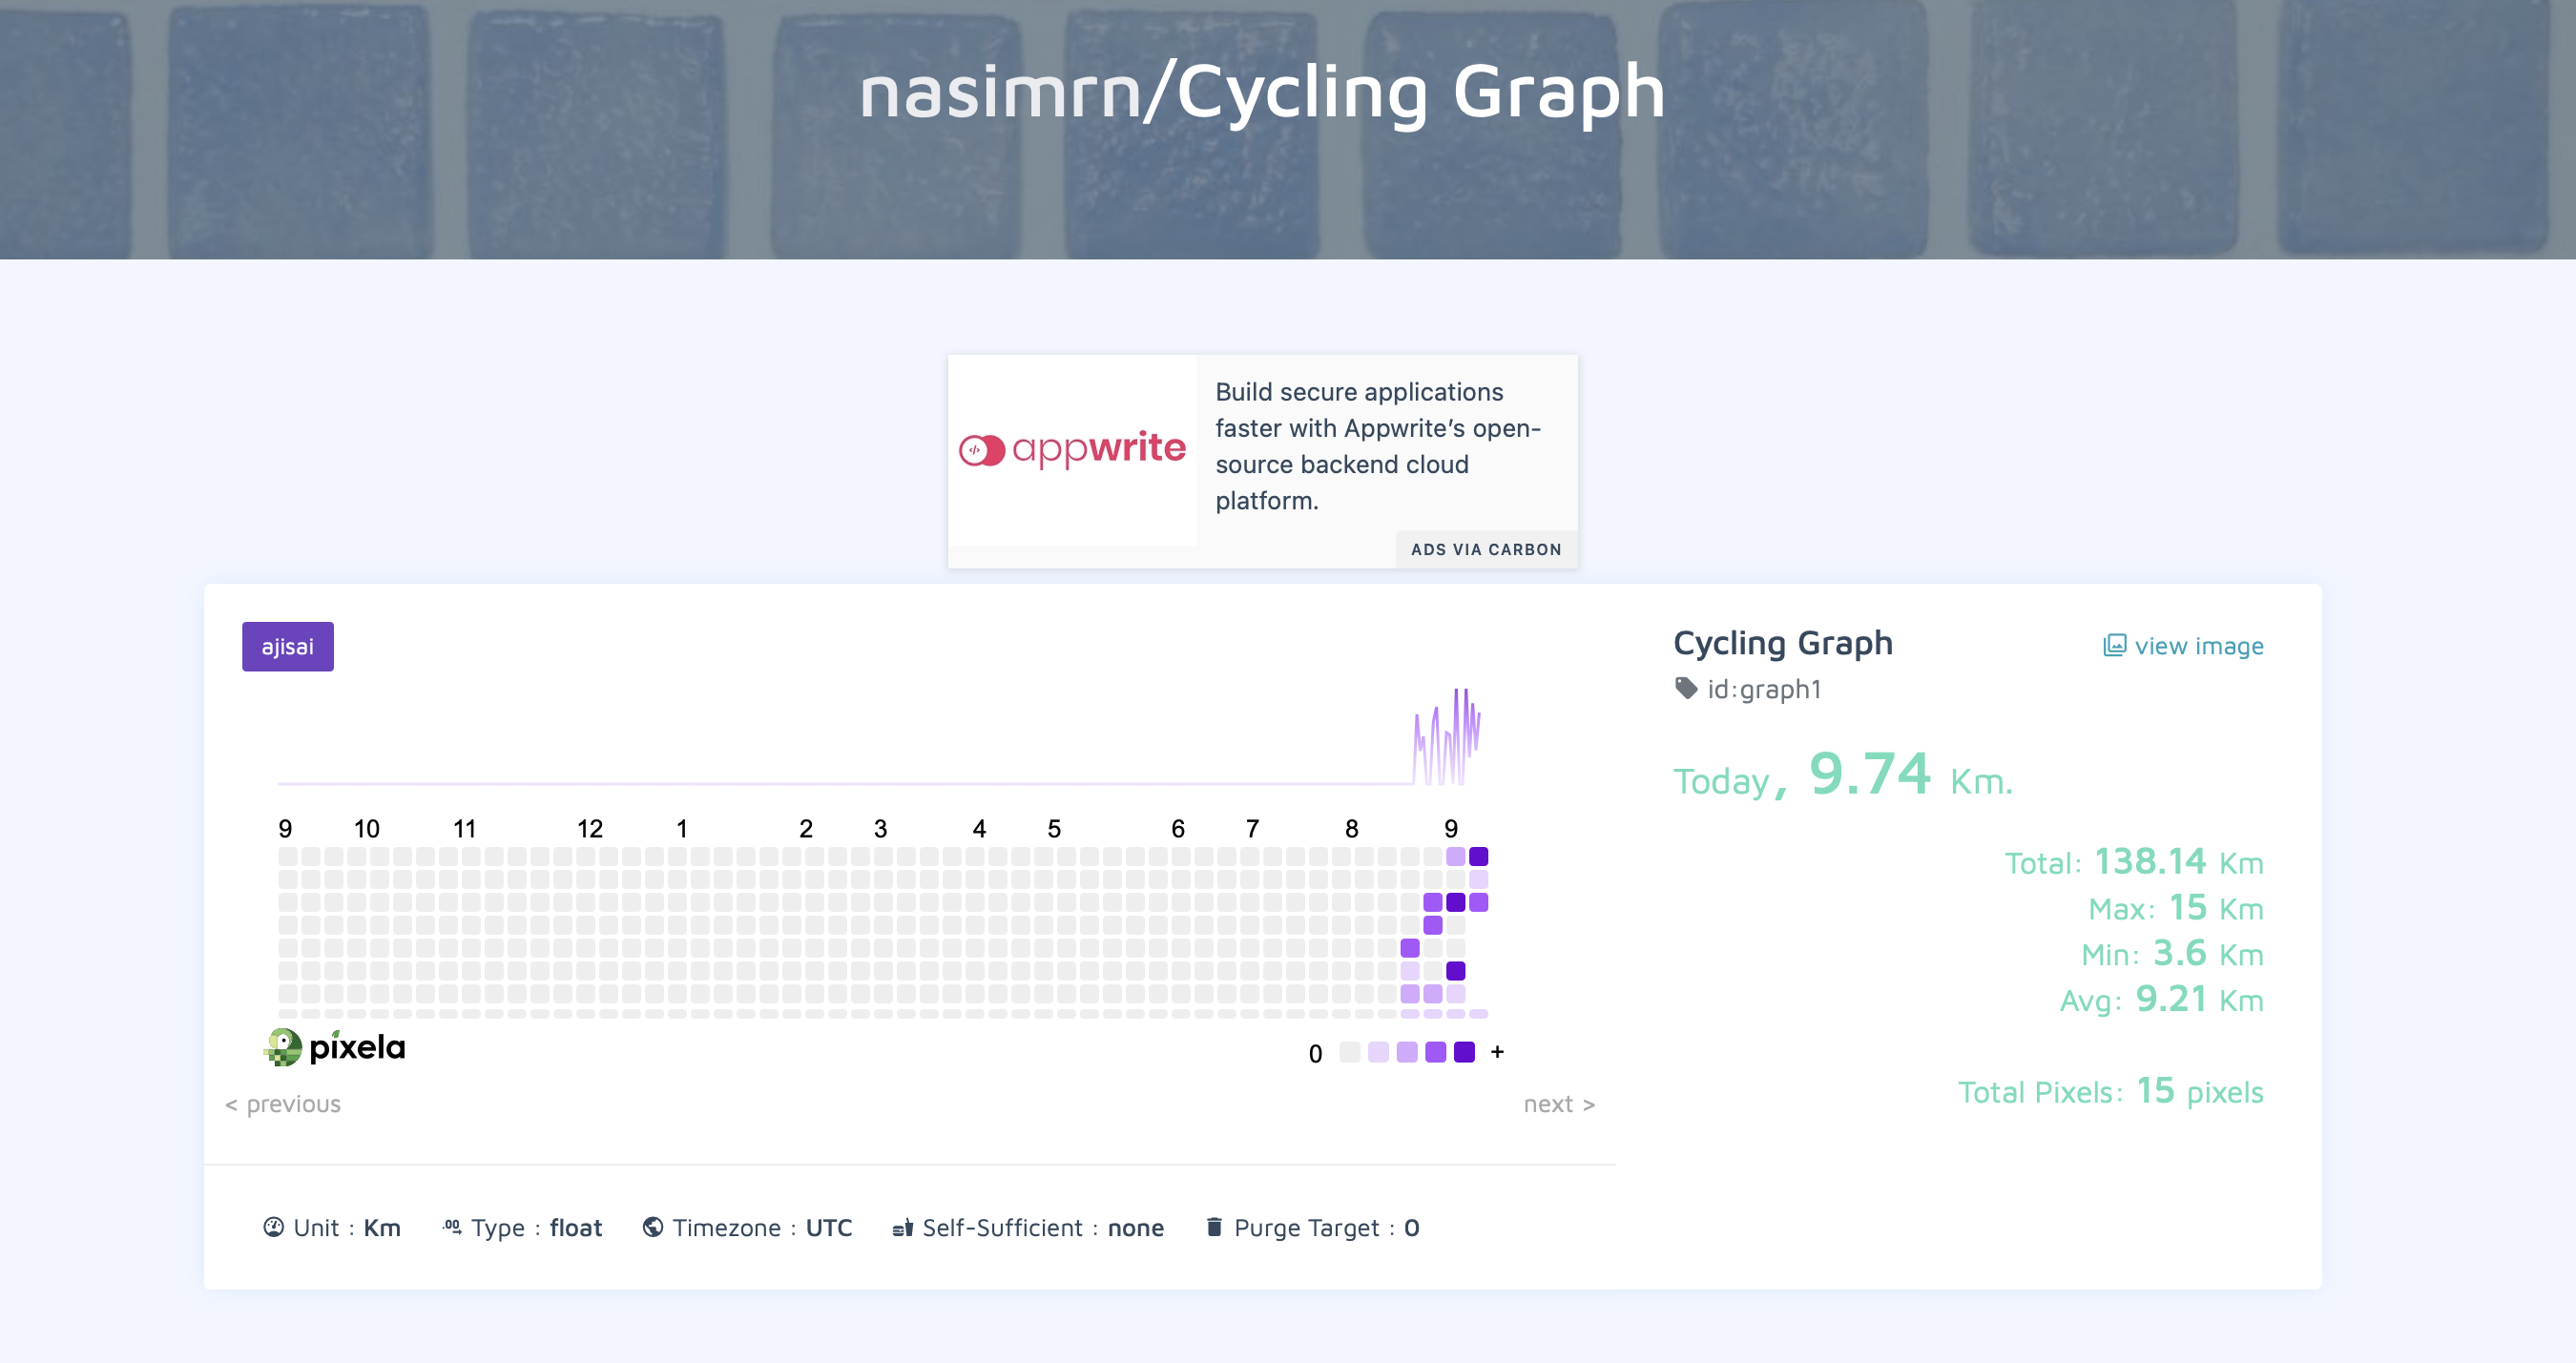 nasimrn/Cycling Graph
appwrite
Build secure applications
faster with Appwrite’s open-
source backend cloud
platform.
ADS VIA CARBON
ajisai
9 10 11 12 1 2 3 4 5 6 7 8 9
pixela
0 +
< previous
next >
Unit : Km
Type : float
Timezone : UTC
Self-Sufficient : none
Purge Target : 0
Cycling Graph
view image
id:graph1
Today, 9.74 Km.
Total: 138.14 Km
Max: 15 Km
Min: 3.6 Km
Avg: 9.21 Km
Total Pixels: 15 pixels